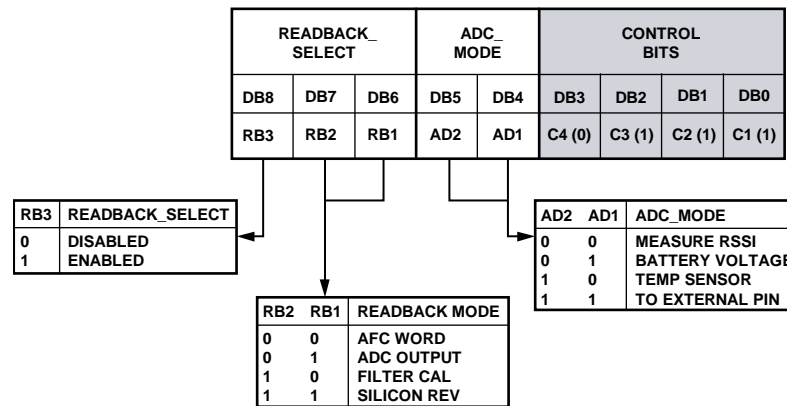 READBACK_
SELECT
ADC_
MODE
CONTROL
BITS
DB8 DB7 DB6 DB5 DB4 DB3 DB2 DB1 DB0
RB3 RB2 RB1 AD2 AD1 C4 (0) C3 (1) C2 (1) C1 (1)
RB3 READBACK_SELECT
0 DISABLED
1 ENABLED
AD2 AD1 ADC_MODE
0 0 MEASURE RSSI
0 1 BATTERY VOLTAGE
1 0 TEMP SENSOR
1 1 TO EXTERNAL PIN
RB2 RB1 READBACK MODE
0 0 AFC WORD
0 1 ADC OUTPUT
1 0 FILTER CAL
1 1 SILICON REV